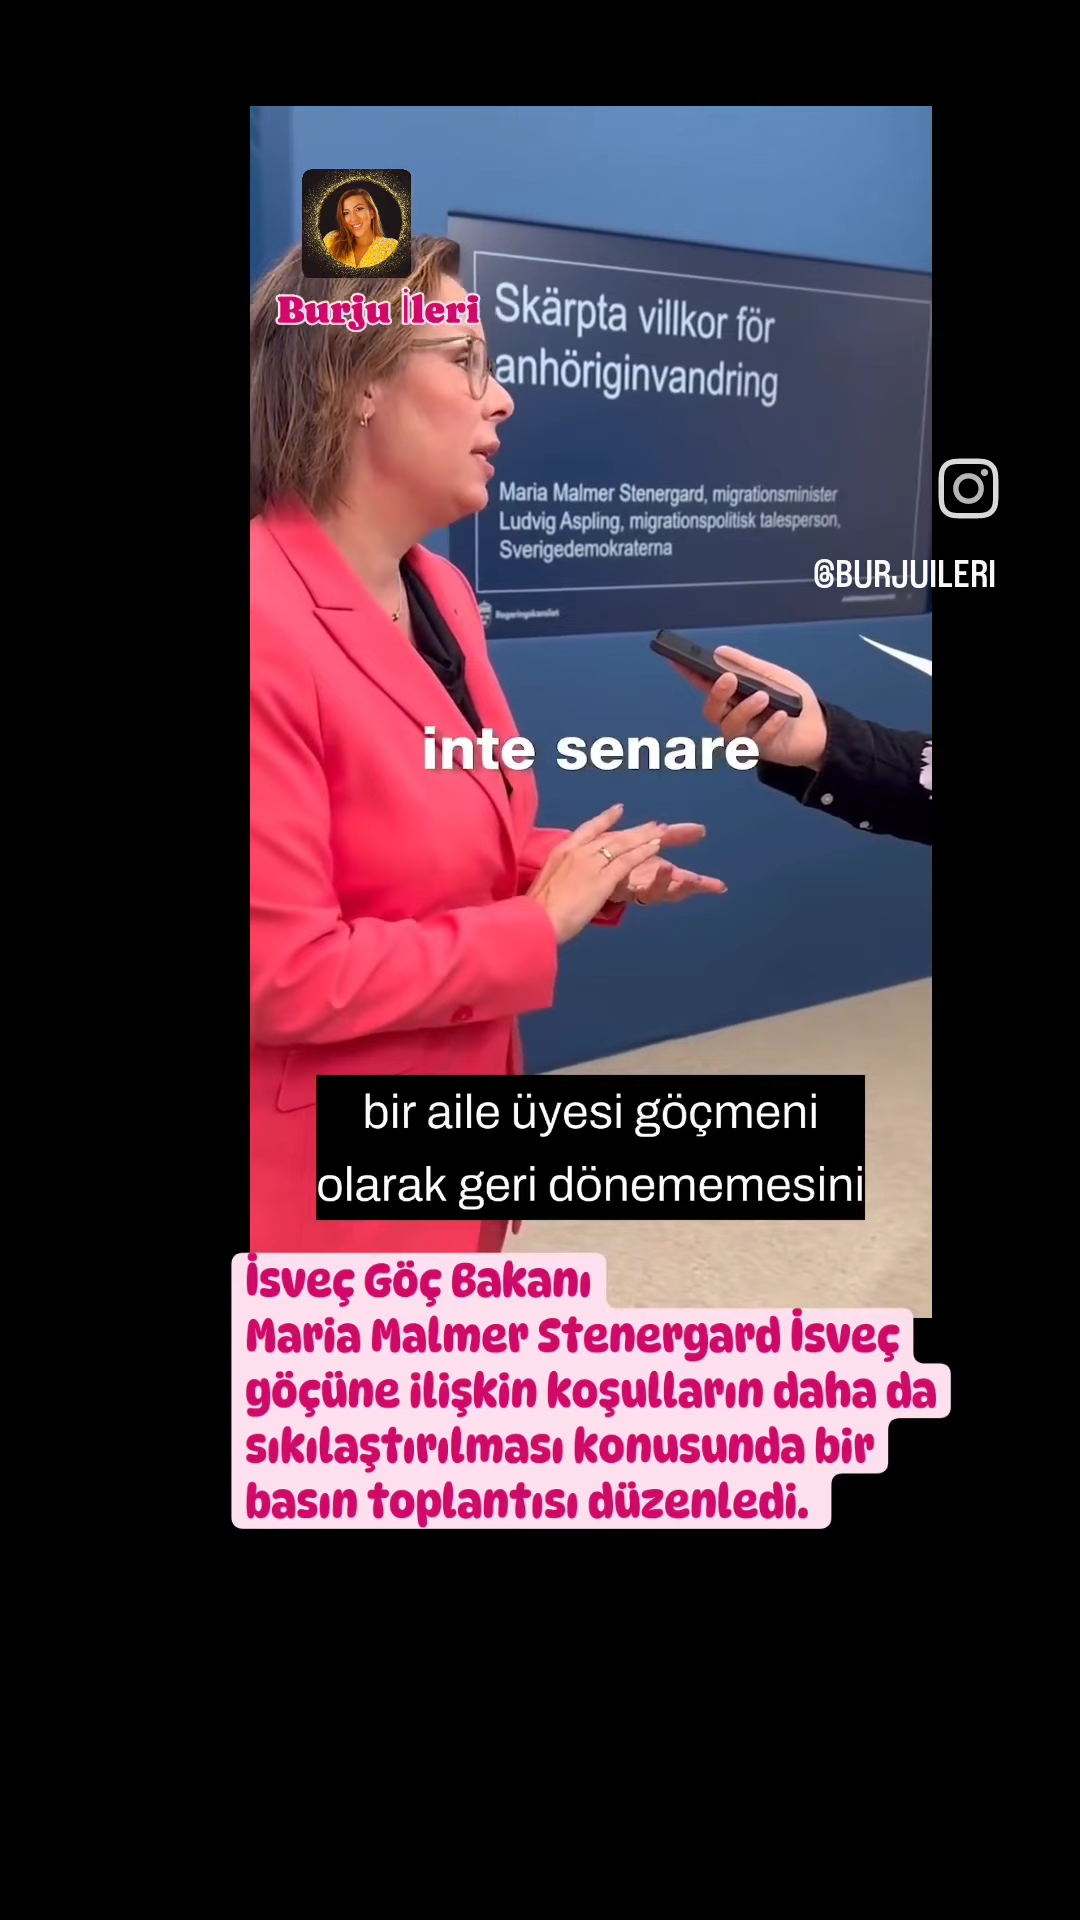 Burju İleri
Skärpta villkor för
anhöriginvandring
Maria Malmer Stenergard, migrationsminister
Ludvig Aspling, migrationspolitisk talesperson,
Sverigedemokraterna
Regeringskansliet
@BURJUILERI
inte senare
bir aile üyesi göçmeni
olarak geri dönememesini
İsveç Göç Bakanı
Maria Malmer Stenergard İsveç
göçüne ilişkin koşulların daha da
sıkılaştırılması konusunda bir
basın toplantısı düzenledi.